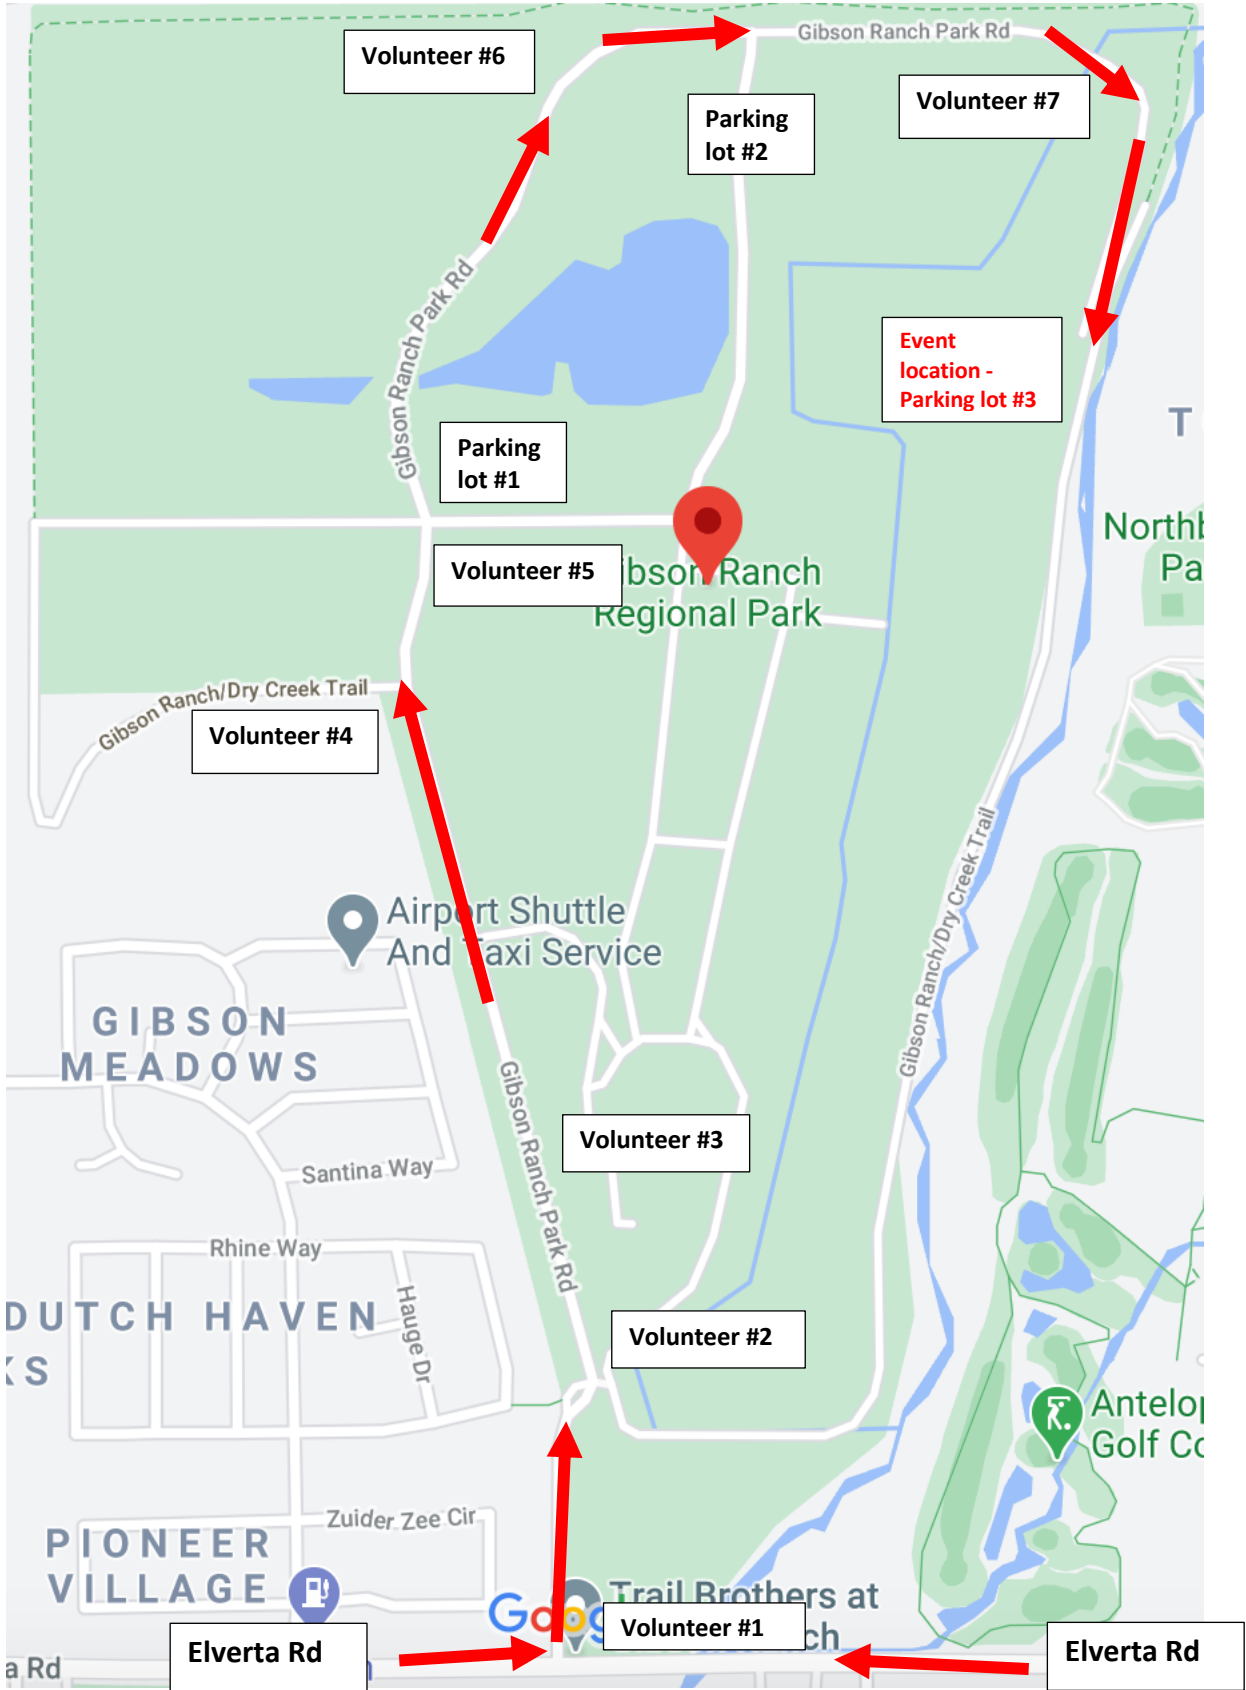 Volunteer #6
Gibson Ranch Park Rd
Volunteer #7
Parking
lot #2
Gibson Ranch Park Rd
Event
location -
Parking lot #3
Parking
lot #1
Volunteer #5
ibson Ranch
Regional Park
Gibson Ranch/Dry Creek Trail
Volunteer #4
Airport Shuttle
And Taxi Service
GIBSON
MEADOWS
Gibson Ranch/Dry Creek Trail
Gibson Ranch Park Rd
Volunteer #3
Santina Way
Rhine Way
DUTCH HAVEN
KS
Hauge Dr
Volunteer #2
Antelop
Golf Co
Zuider Zee Cir
PIONEER
VILLAGE
Trail Brothers at
Goog
Volunteer #1
ch
Elverta Rd
Elverta Rd
a Rd